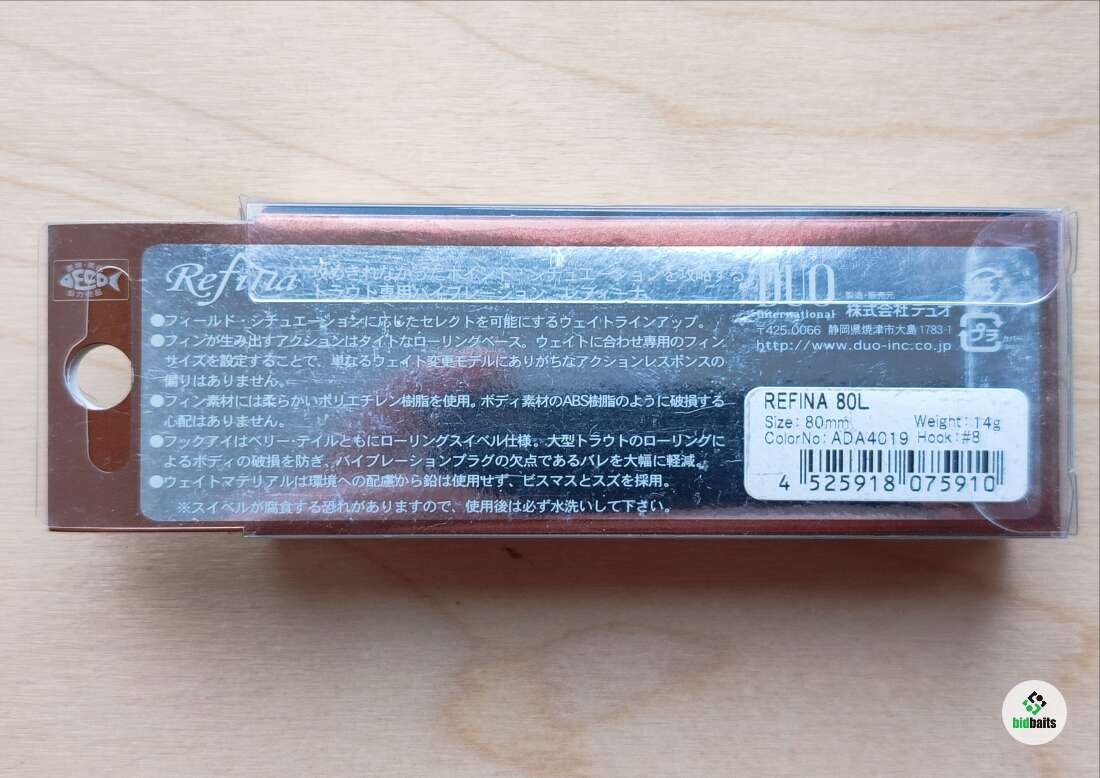 Refina
トラウト専用バイブレーション、レフィーナ
●フィールド・シチュエーションに応じたセレクトを可能にするウェイトラインアップ。
●フィンが生み出すアクションはタイトなローリングベース。ウェイトに合わせ専用のフィン
サイズを設定することで、単なるウェイト変更モデルにありがちなアクションレスポンスの
偏りはありません。
●フィン素材には柔らかいポリエチレン樹脂を使用。ボディ素材のABS樹脂のように破損する
心配はありません。
●フックアイはベリー・テイルともにローリングスイベル仕様。大型トラウトのローリングに
よるボディの破損を防ぎ、バイブレーションプラグの欠点であるバレを大幅に軽減。
●ウェイトマテリアルは環境への配慮から鉛は使用せず、ビスマスとスズを採用。
※スイベルが腐食する恐れがありますので、使用後は必ず水洗いして下さい。
DUO
International
製造・販売元
株式会社デュオ
〒425.0066 静岡県焼津市大島1783-1
http://www.duo-inc.co.jp
プラ
カバー
REFINA 80L
Size: 80mm Weight: 14g
ColorNo: ADA4019 Hook: #8
4 525918 075910
bidbaits